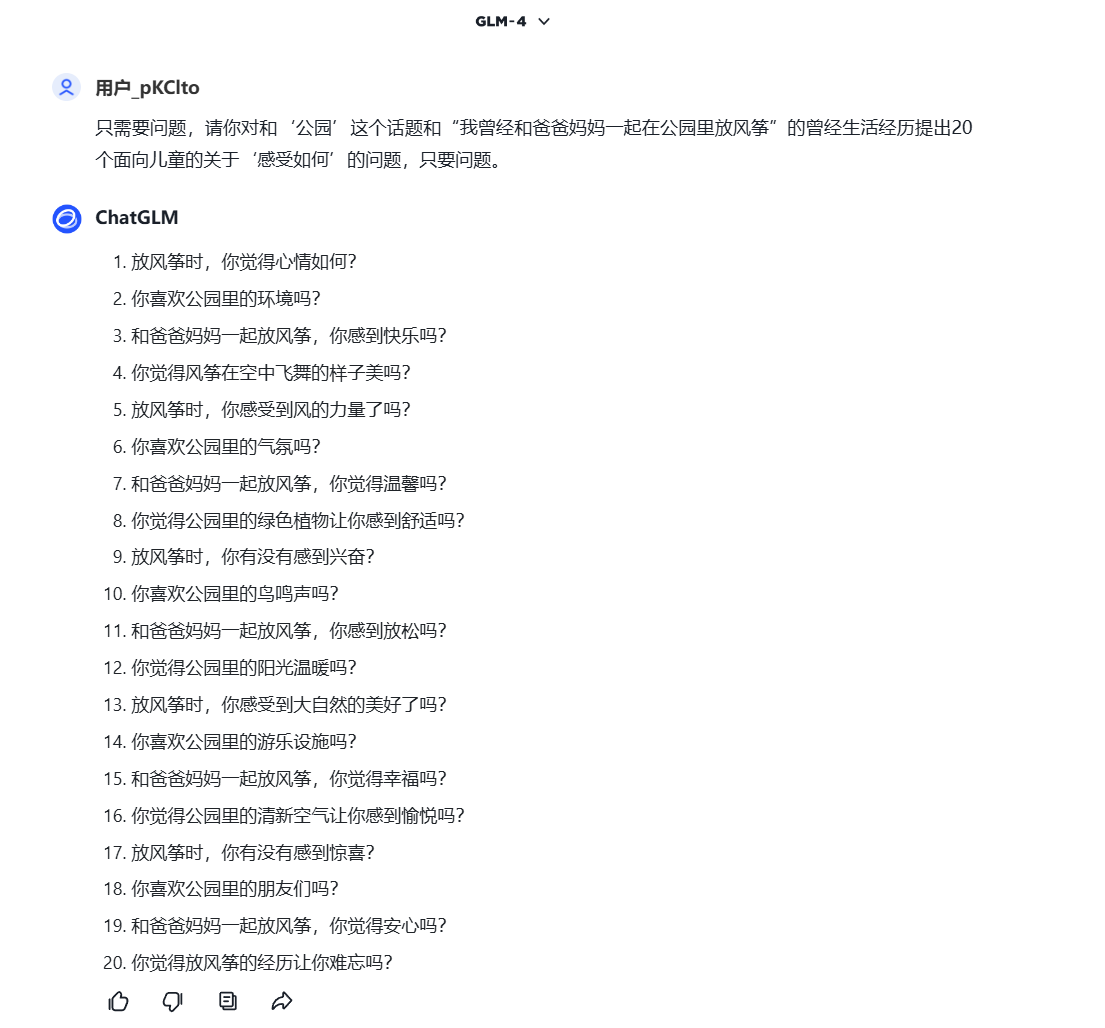 GLM-4
用户_pKClto
只需要问题，请你对和‘公园’这个话题和“我曾经和爸爸妈妈一起在公园里放风筝”的曾经生活经历提出20
个面向儿童的关于‘感受如何’的问题，只要问题。
ChatGLM
1. 放风筝时，你觉得心情如何？
2. 你喜欢公园里的环境吗？
3. 和爸爸妈妈一起放风筝，你感到快乐吗？
4. 你觉得风筝在空中飞舞的样子美吗？
5. 放风筝时，你感受到风的力量了吗？
6. 你喜欢公园里的气氛吗？
7. 和爸爸妈妈一起放风筝，你觉得温馨吗？
8. 你觉得公园里的绿色植物让你感到舒适吗？
9. 放风筝时，你有没有感到兴奋？
10. 你喜欢公园里的鸟鸣声吗？
11. 和爸爸妈妈一起放风筝，你感到放松吗？
12. 你觉得公园里的阳光温暖吗？
13. 放风筝时，你感受到大自然的美好了吗？
14. 你喜欢公园里的游乐设施吗？
15. 和爸爸妈妈一起放风筝，你觉得幸福吗？
16. 你觉得公园里的清新空气让你感到愉悦吗？
17. 放风筝时，你有没有感到惊喜？
18. 你喜欢公园里的朋友们吗？
19. 和爸爸妈妈一起放风筝，你觉得安心吗？
20. 你觉得放风筝的经历让你难忘吗？